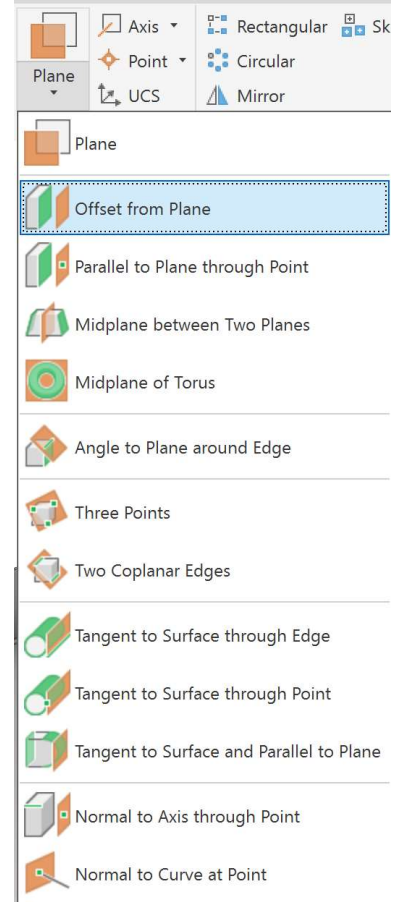 Plane
Axis
Point
UCS
Rectangular
Circular
Mirror
Sk
Plane
Offset from Plane
Parallel to Plane through Point
Midplane between Two Planes
Midplane of Torus
Angle to Plane around Edge
Three Points
Two Coplanar Edges
Tangent to Surface through Edge
Tangent to Surface through Point
Tangent to Surface and Parallel to Plane
Normal to Axis through Point
Normal to Curve at Point